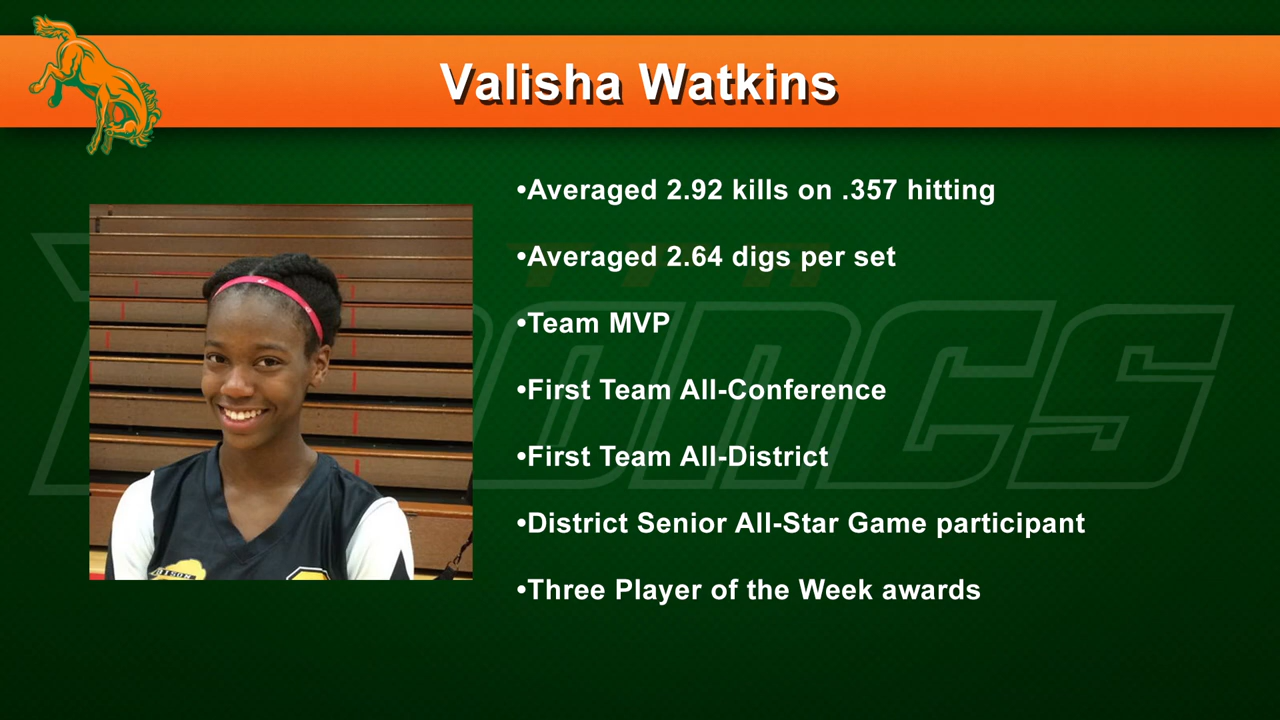 Valisha Watkins
•Averaged 2.92 kills on .357 hitting
•Averaged 2.64 digs per set
•Team MVP
•First Team All-Conference
•First Team All-District
•District Senior All-Star Game participant
•Three Player of the Week awards